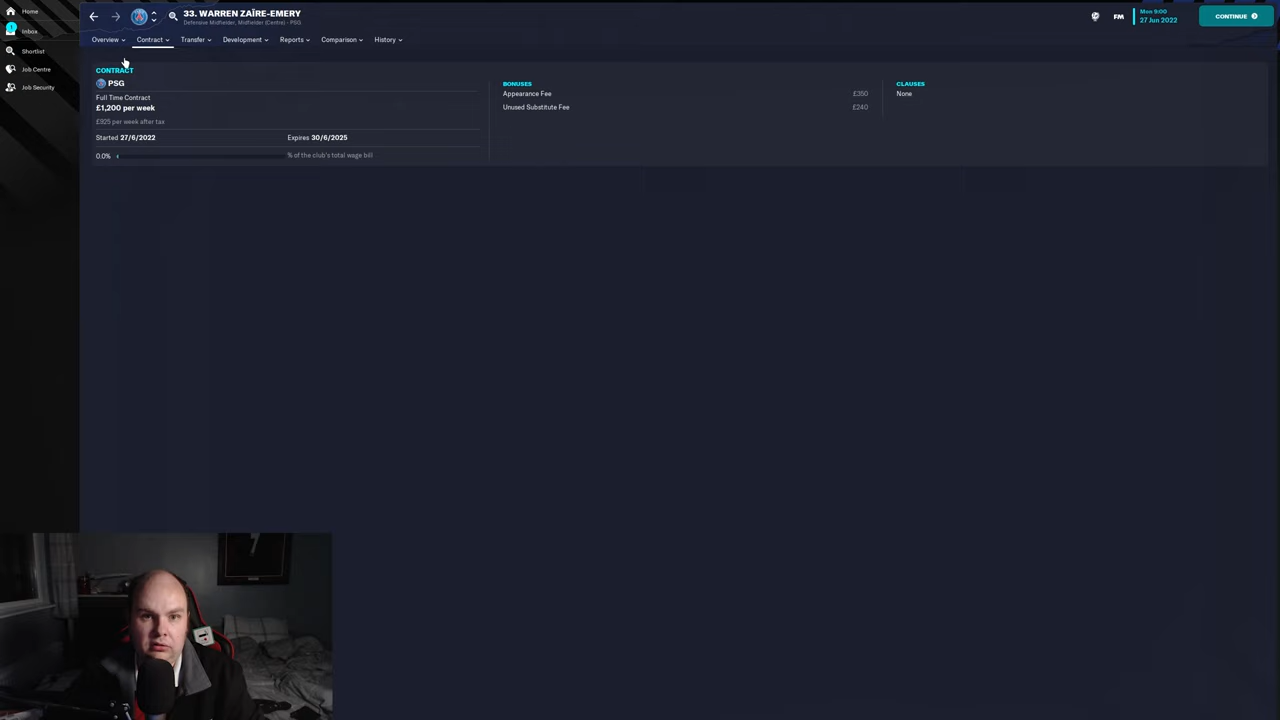 Home
1
Inbox
Shortlist
Job Centre
Job Security
33. WARREN ZAÏRE-EMERY
Defensive Midfielder, Midfielder (Centre) - PSG
FM
Mon 9:00
27 Jun 2022
CONTINUE
Overview
Contract
Transfer
Development
Reports
Comparison
History
CONTRACT
PSG
Full Time Contract
£1,200 per week
£925 per week after tax
Started 27/6/2022
Expires 30/6/2025
0.0%
% of the club's total wage bill
BONUSES
Appearance Fee £350
Unused Substitute Fee £240
CLAUSES
None